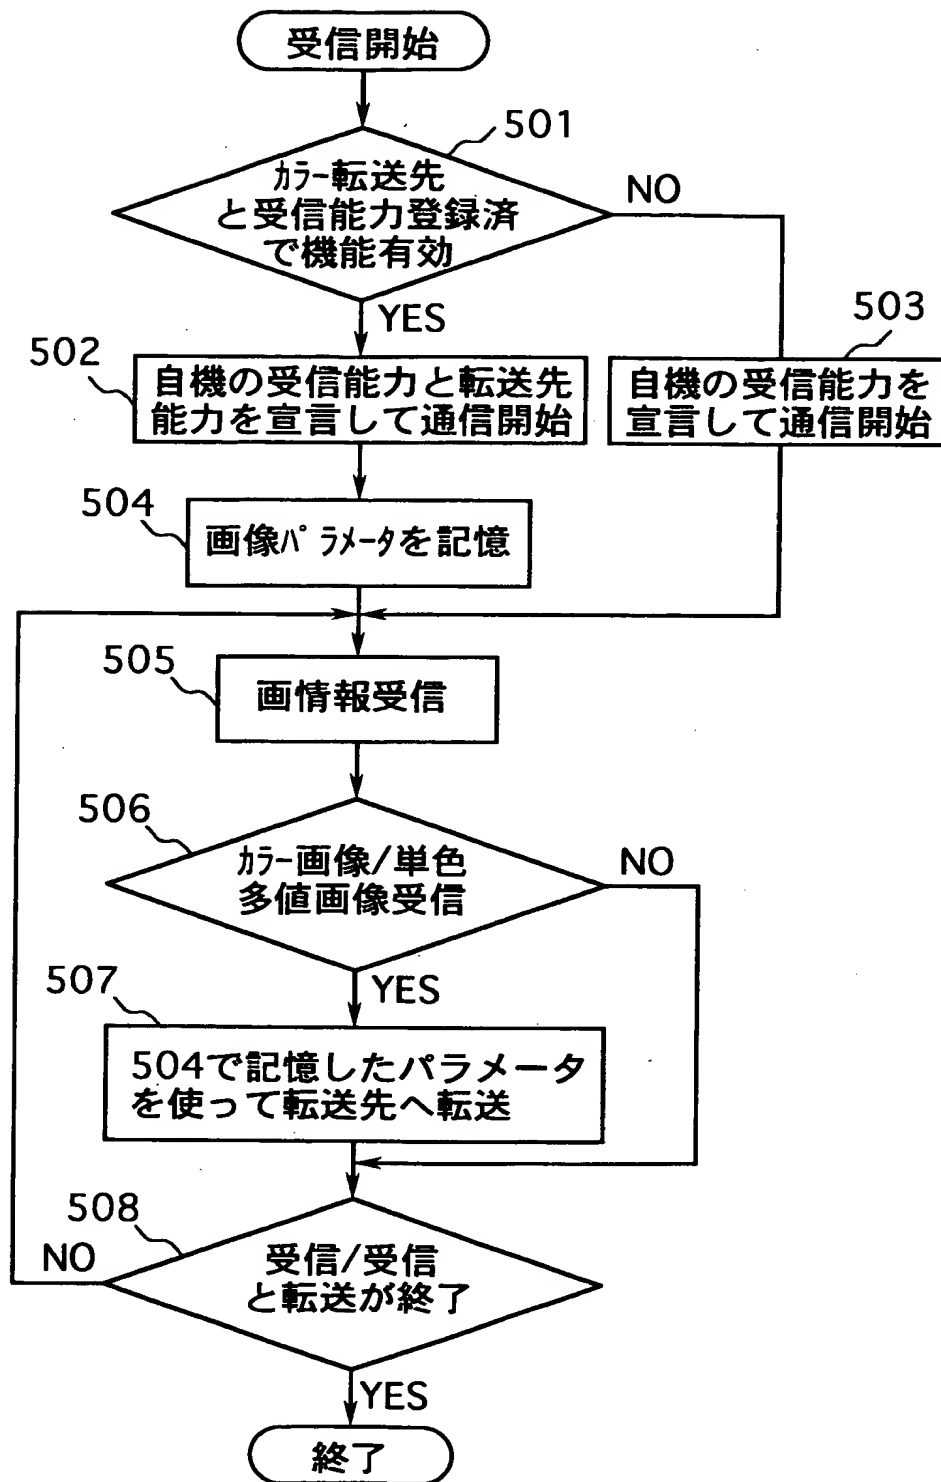 受信開始
501
ｶﾗｰ転送先
と受信能力登録済
で機能有効
NO
YES
502
自機の受信能力と転送先
能力を宣言して通信開始
503
自機の受信能力を
宣言して通信開始
504
画像ﾊﾟﾗﾒｰﾀを記憶
505
画情報受信
506
ｶﾗｰ画像/単色
多値画像受信
NO
YES
507
504で記憶したパラメータ
を使って転送先へ転送
508
NO
受信/受信
と転送が終了
YES
終了